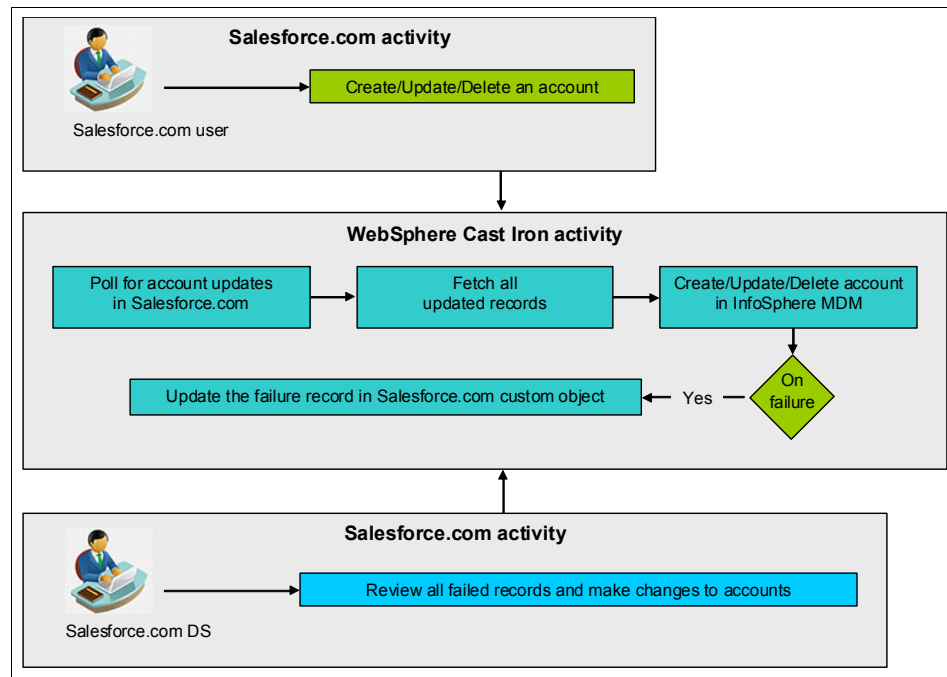 Salesforce.com activity
Create/Update/Delete an account
Salesforce.com user
WebSphere Cast Iron activity
Poll for account updates
in Salesforce.com
Fetch all
updated records
Create/Update/Delete account
in InfoSphere MDM
On
failure
Yes
Update the failure record in Salesforce.com custom object
Salesforce.com activity
Review all failed records and make changes to accounts
Salesforce.com DS